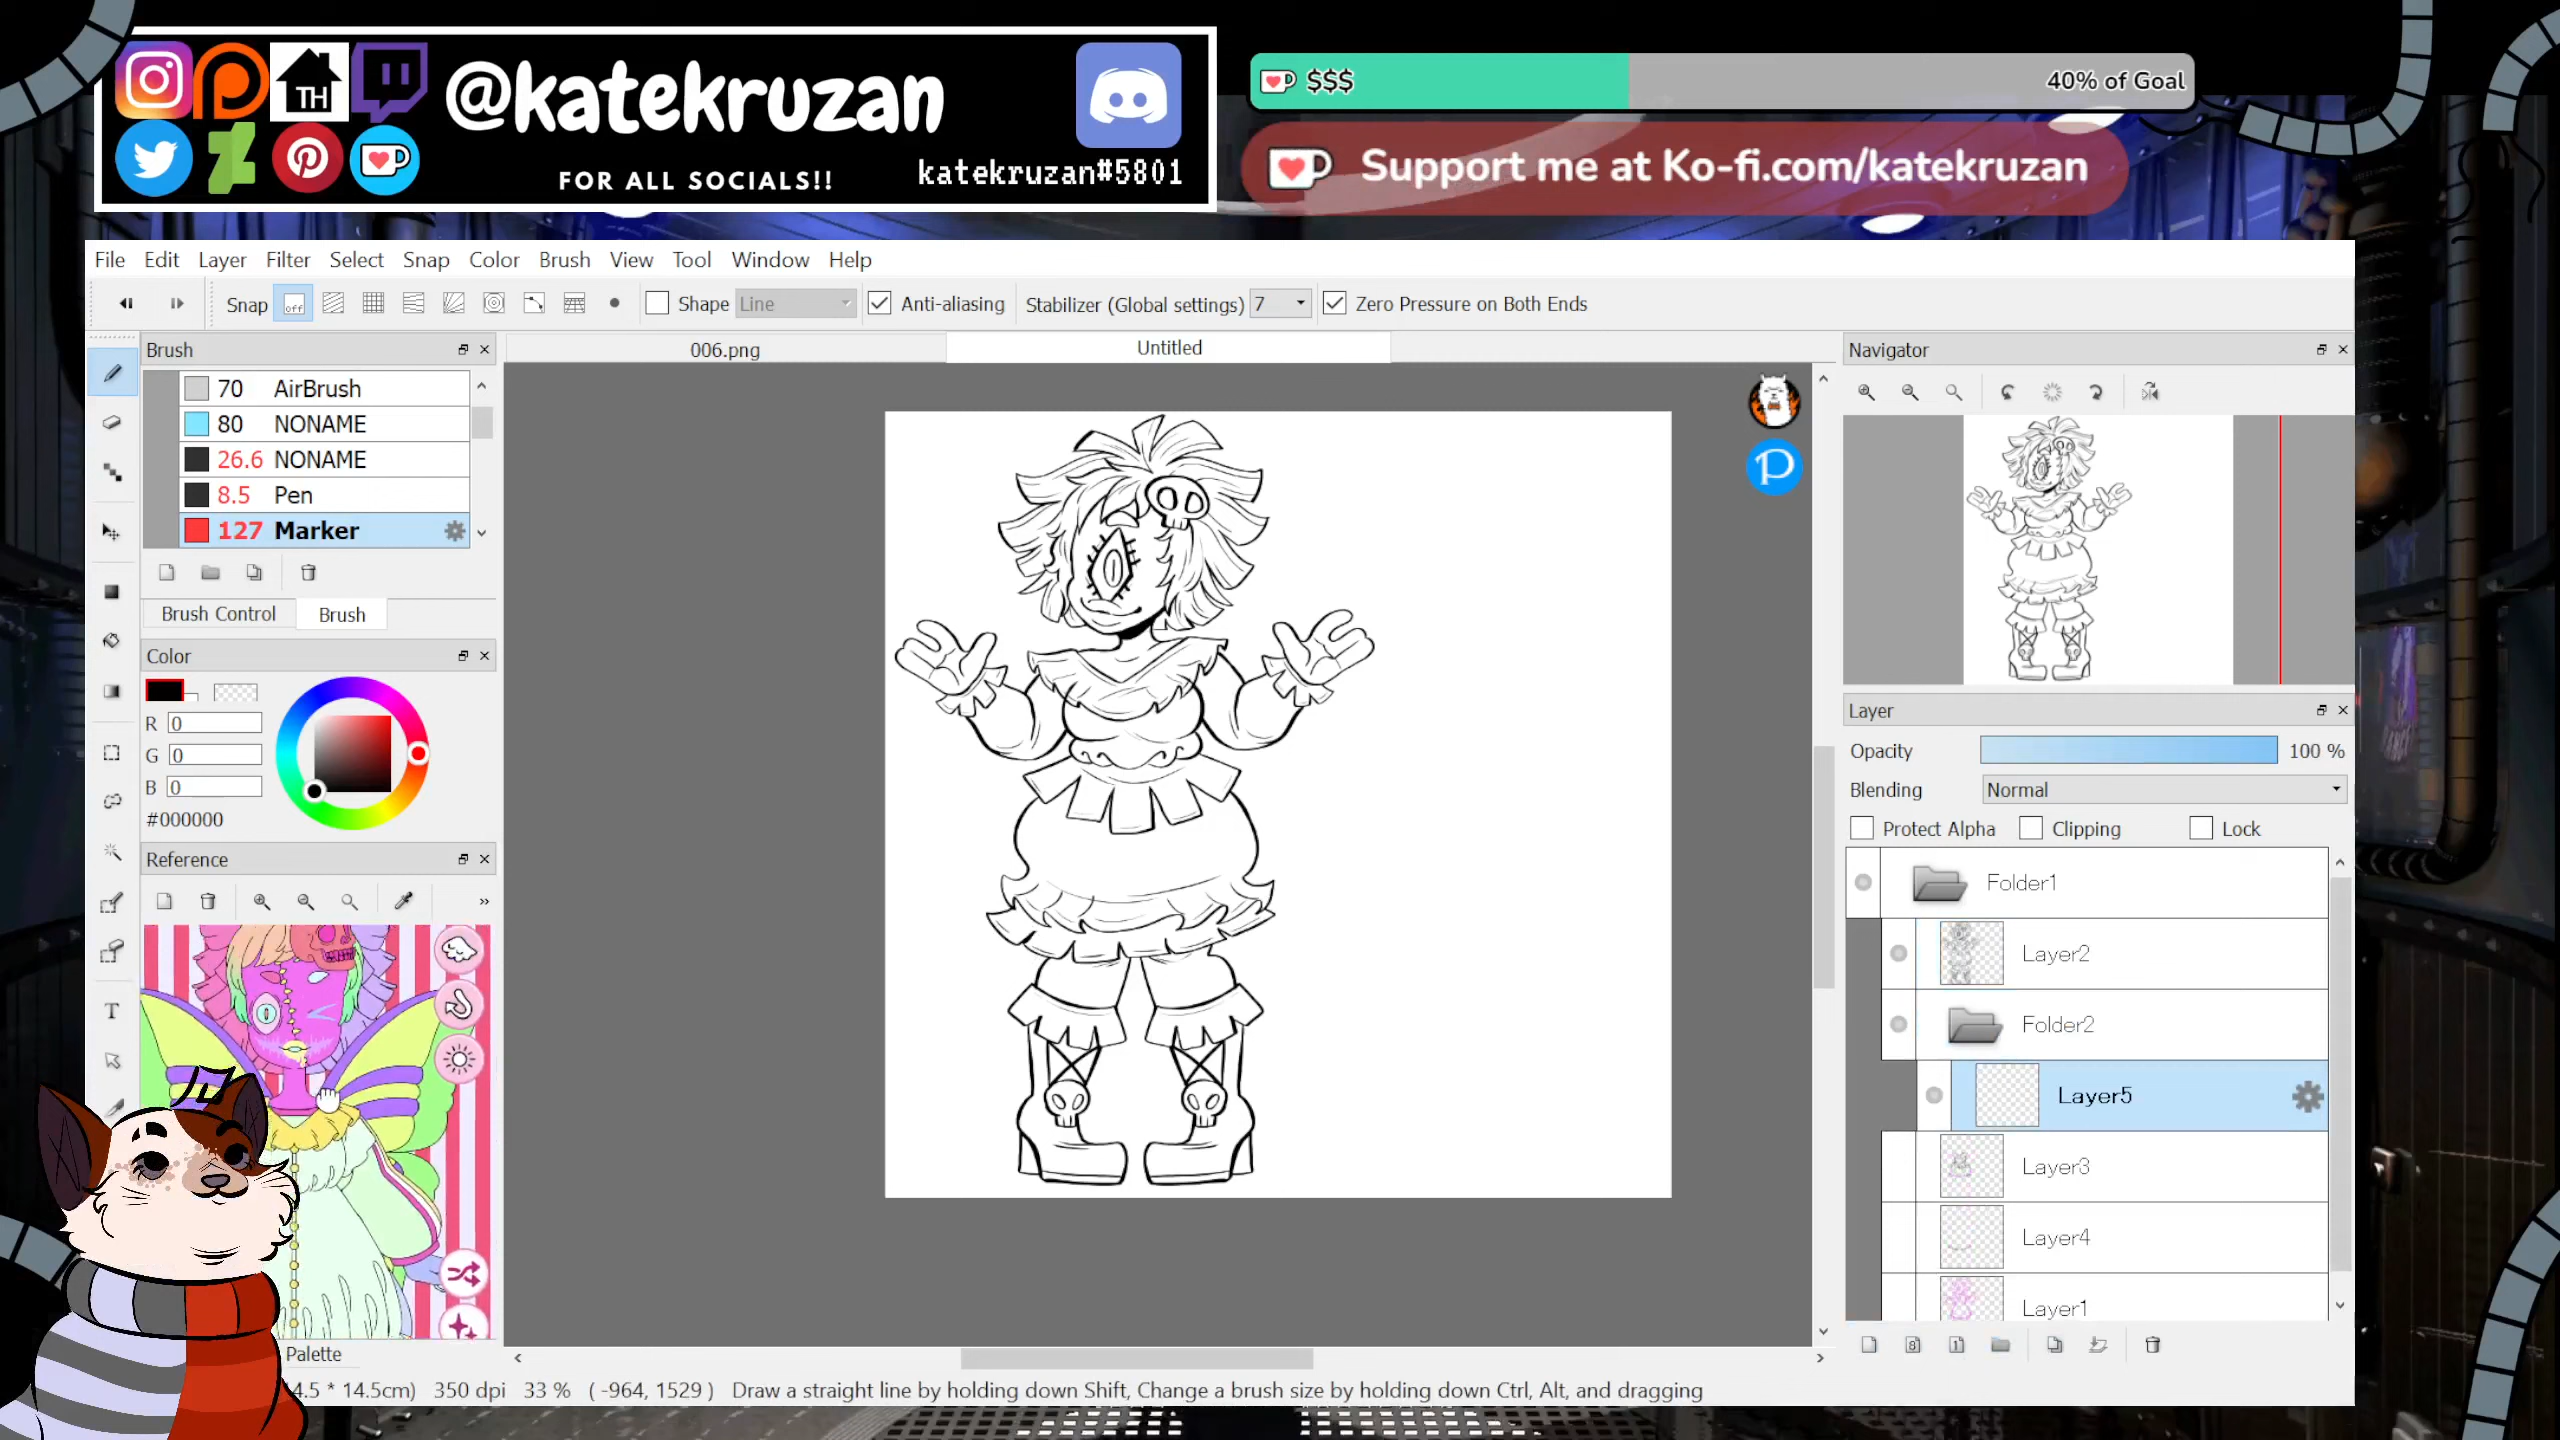 TH
@katekruzan
FOR ALL SOCIALS!!
katekruzan#5801
$$$
40% of Goal
Support me at Ko-fi.com/katekruzan
File Edit Layer Filter Select Snap Color Brush View Tool Window Help
Snap off Shape Line Anti-aliasing Stabilizer (Global settings) 7 Zero Pressure on Both Ends
Brush
70 AirBrush
80 NONAME
26.6 NONAME
8.5 Pen
127 Marker
Brush Control Brush
Color
R 0
G 0
B 0
#000000
Reference
»
T
Palette
006.png
Untitled
P
Navigator
Layer
Opacity 100 %
Blending Normal
Protect Alpha Clipping Lock
Folder1
Layer2
Folder2
Layer5
Layer3
Layer4
Layer1
4.5 * 14.5cm) 350 dpi 33 % ( -964, 1529 ) Draw a straight line by holding down Shift, Change a brush size by holding down Ctrl, Alt, and dragging